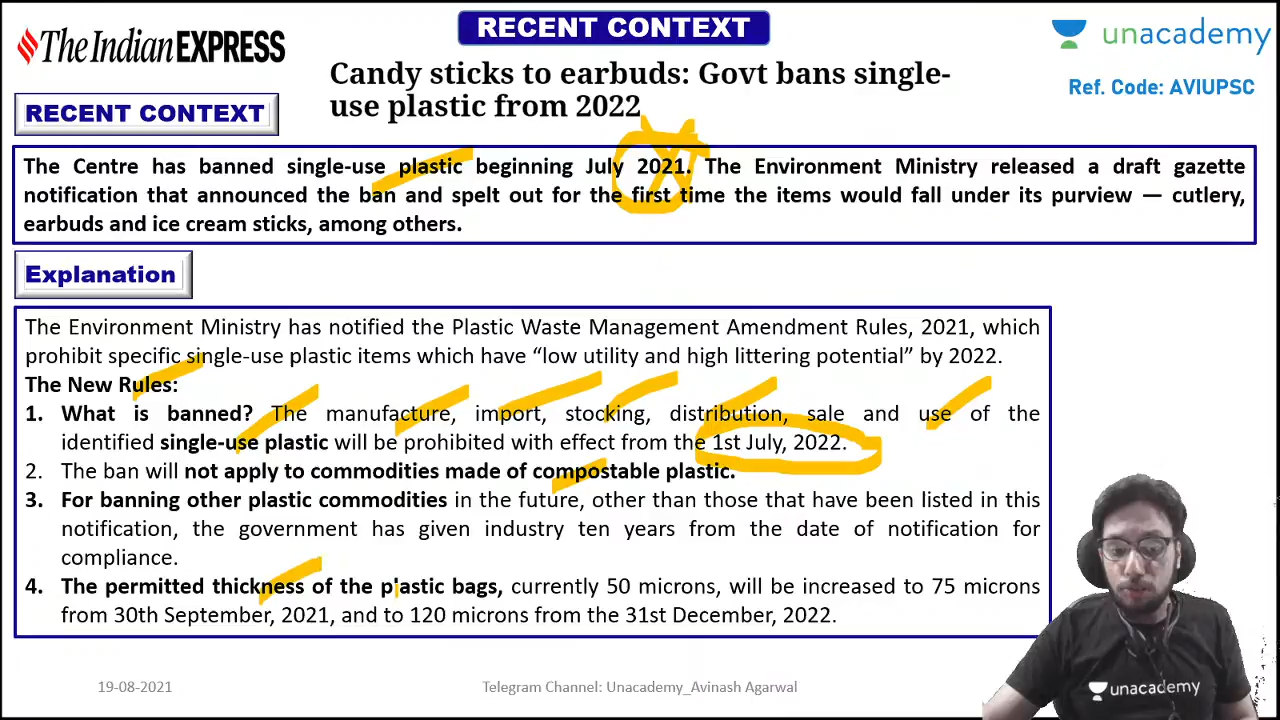 RECENT CONTEXT
The Indian EXPRESS
unacademy
Candy sticks to earbuds: Govt bans single-
use plastic from 2022
Ref. Code: AVIUPSC
RECENT CONTEXT
The Centre has banned single-use plastic beginning July 2021. The Environment Ministry released a draft gazette
notification that announced the ban and spelt out for the first time the items would fall under its purview — cutlery,
earbuds and ice cream sticks, among others.
Explanation
The Environment Ministry has notified the Plastic Waste Management Amendment Rules, 2021, which
prohibit specific single-use plastic items which have “low utility and high littering potential” by 2022.
The New Rules:
1. What is banned? The manufacture, import, stocking, distribution, sale and use of the
identified single-use plastic will be prohibited with effect from the 1st July, 2022.
2. The ban will not apply to commodities made of compostable plastic.
3. For banning other plastic commodities in the future, other than those that have been listed in this
notification, the government has given industry ten years from the date of notification for
compliance.
4. The permitted thickness of the plastic bags, currently 50 microns, will be increased to 75 microns
from 30th September, 2021, and to 120 microns from the 31st December, 2022.
unacademy
19-08-2021
Telegram Channel: Unacademy_Avinash Agarwal